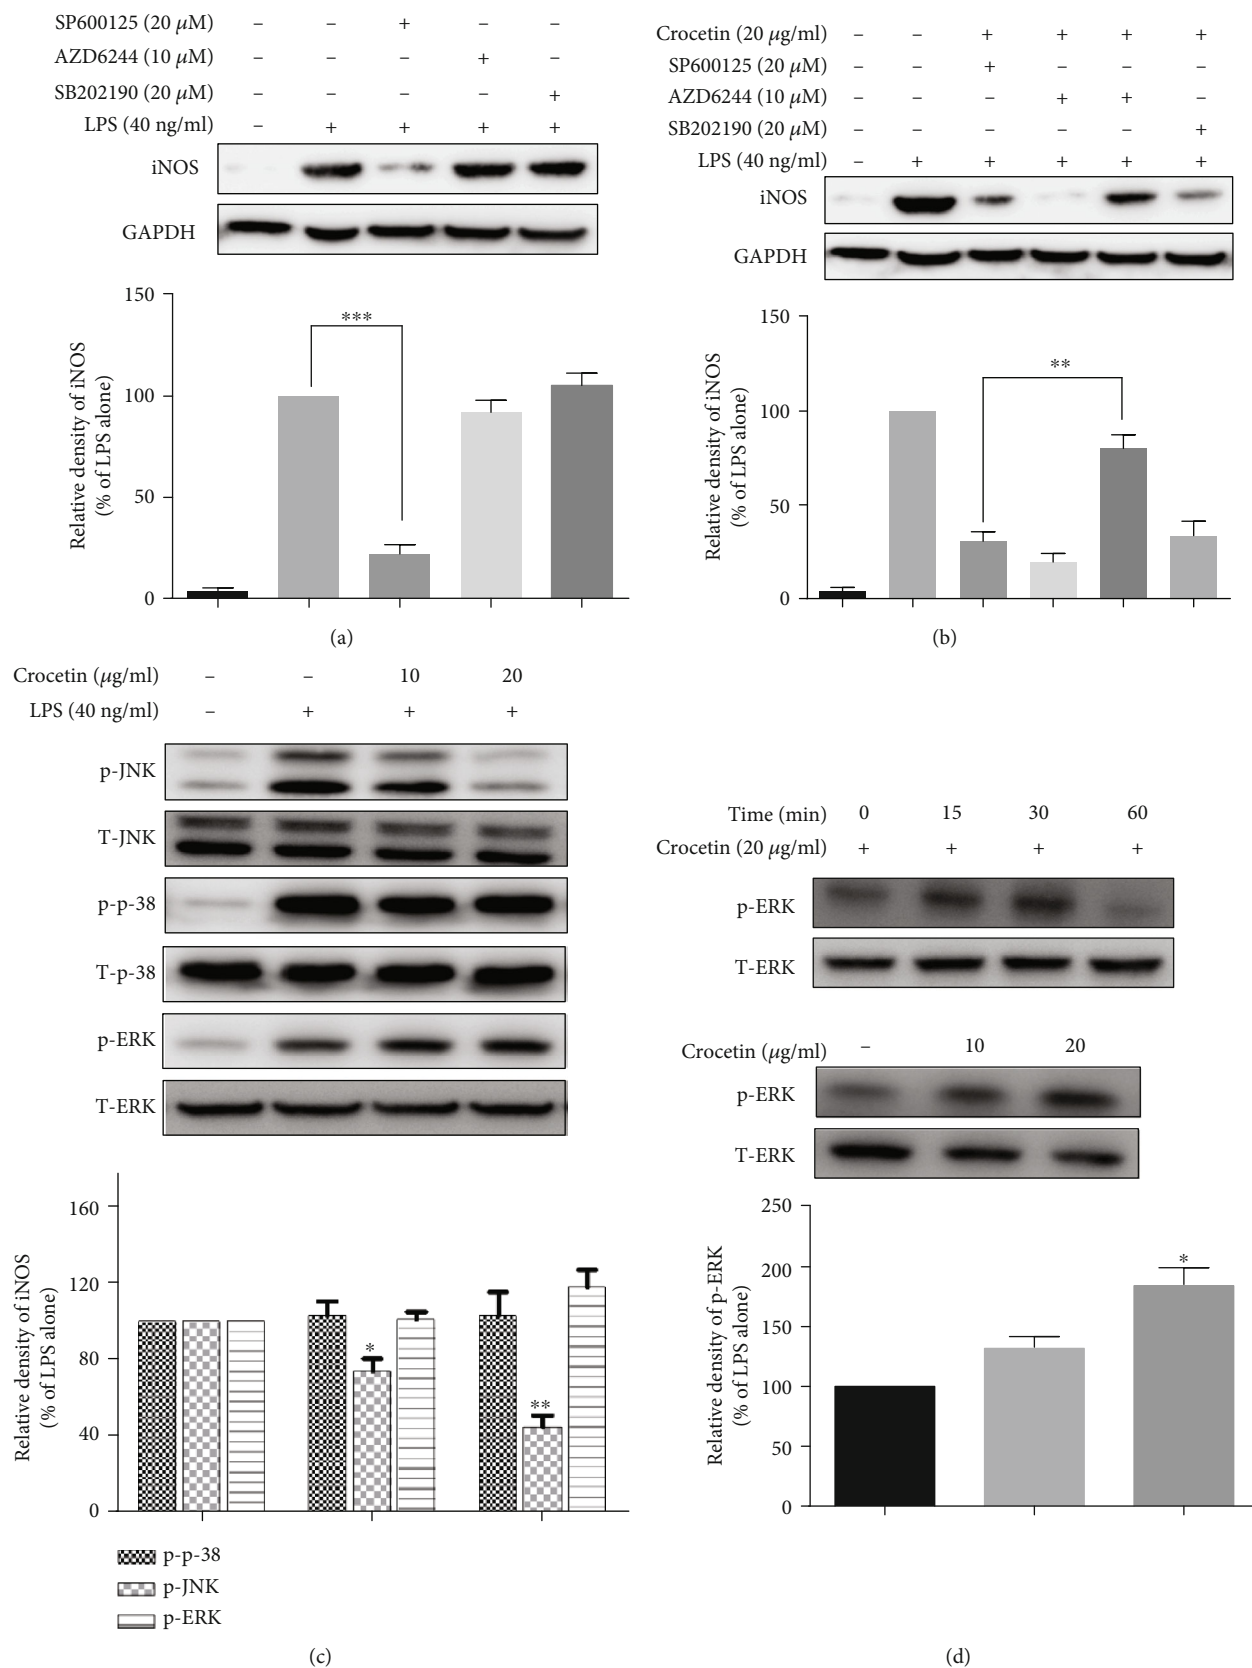 SP600125 (20 μM) – – + – –
AZD6244 (10 μM) – – – + –
SB202190 (20 μM) – – – – +
LPS (40 ng/ml) – + + + +
iNOS
GAPDH
Relative density of iNOS
(% of LPS alone)
150
100
50
0
***
(a)
Crocetin (20 μg/ml) – – + + + +
SP600125 (20 μM) – – + – – –
AZD6244 (10 μM) – – – + + –
SB202190 (20 μM) – – – – – +
LPS (40 ng/ml) – + + + + +
iNOS
GAPDH
Relative density of iNOS
(% of LPS alone)
150
100
50
0
**
(b)
Crocetin (μg/ml) – – 10 20
LPS (40 ng/ml) – + + +
p-JNK
T-JNK
p-p-38
T-p-38
p-ERK
T-ERK
Relative density of iNOS
(% of LPS alone)
160
120
80
40
0
*
**
p-p-38
p-JNK
p-ERK
(c)
Time (min) 0 15 30 60
Crocetin (20 μg/ml) + + + +
p-ERK
T-ERK
Crocetin (μg/ml) – 10 20
p-ERK
T-ERK
Relative density of p-ERK
(% of LPS alone)
250
200
150
100
50
0
*
(d)